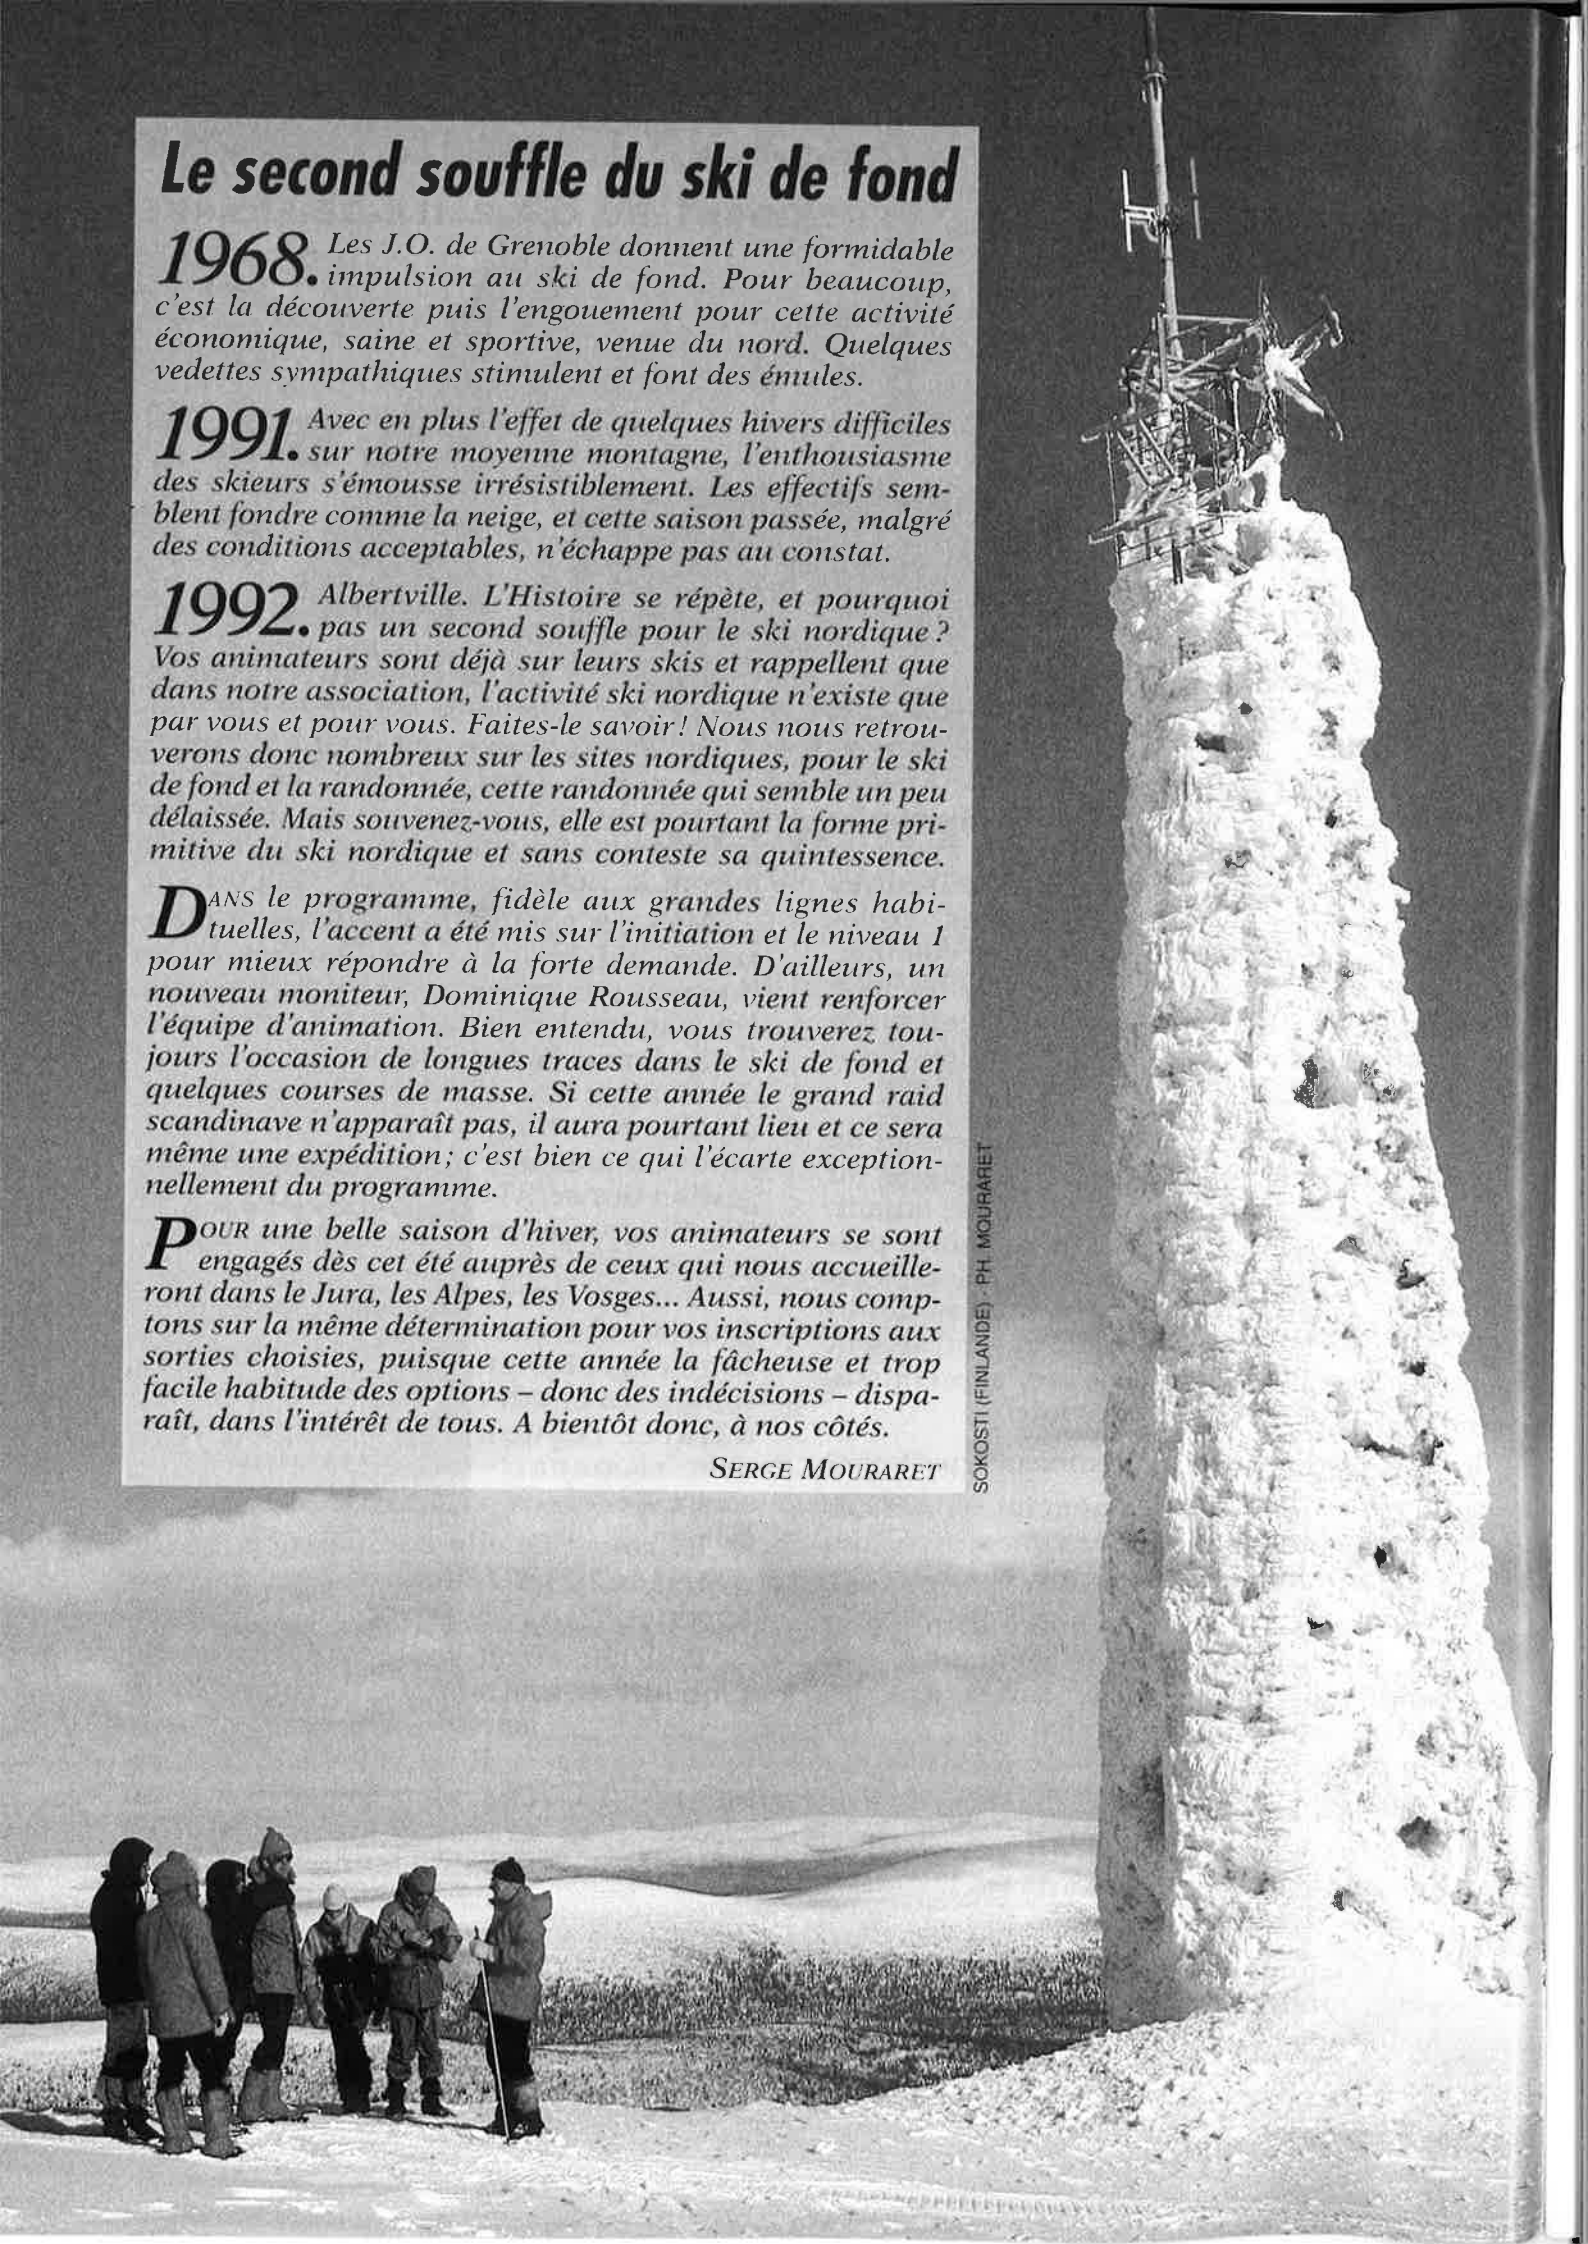 Le second souffle du ski de fond
1968. Les J.O. de Grenoble donnent une formidable
impulsion au ski de fond. Pour beaucoup,
c'est la découverte puis l'engouement pour cette activité
économique, saine et sportive, venue du nord. Quelques
vedettes sympathiques stimulent et font des émules.
1991. Avec en plus l'effet de quelques hivers difficiles
sur notre moyenne montagne, l'enthousiasme
des skieurs s'émousse irrésistiblement. Les effectifs sem-
blent fondre comme la neige, et cette saison passée, malgré
des conditions acceptables, n'échappe pas au constat.
1992. Albertville. L'Histoire se répète, et pourquoi
pas un second souffle pour le ski nordique ?
Vos animateurs sont déjà sur leurs skis et rappellent que
dans notre association, l'activité ski nordique n'existe que
par vous et pour vous. Faites-le savoir ! Nous nous retrou-
verons donc nombreux sur les sites nordiques, pour le ski
de fond et la randonnée, cette randonnée qui semble un peu
délaissée. Mais souvenez-vous, elle est pourtant la forme pri-
mitive du ski nordique et sans conteste sa quintessence.
DANS le programme, fidèle aux grandes lignes habi-
tuelles, l'accent a été mis sur l'initiation et le niveau 1
pour mieux répondre à la forte demande. D'ailleurs, un
nouveau moniteur, Dominique Rousseau, vient renforcer
l'équipe d'animation. Bien entendu, vous trouverez tou-
jours l'occasion de longues traces dans le ski de fond et
quelques courses de masse. Si cette année le grand raid
scandinave n'apparaît pas, il aura pourtant lieu et ce sera
même une expédition; c'est bien ce qui l'écarte exception-
nellement du programme.
POUR une belle saison d'hiver, vos animateurs se sont
engagés dès cet été auprès de ceux qui nous accueille-
ront dans le Jura, les Alpes, les Vosges... Aussi, nous comp-
tons sur la même détermination pour vos inscriptions aux
sorties choisies, puisque cette année la fâcheuse et trop
facile habitude des options – donc des indécisions – dispa-
raît, dans l'intérêt de tous. A bientôt donc, à nos côtés.
SERGE MOURARET
SOKOSTI (FINLANDE) - PH MOURARET